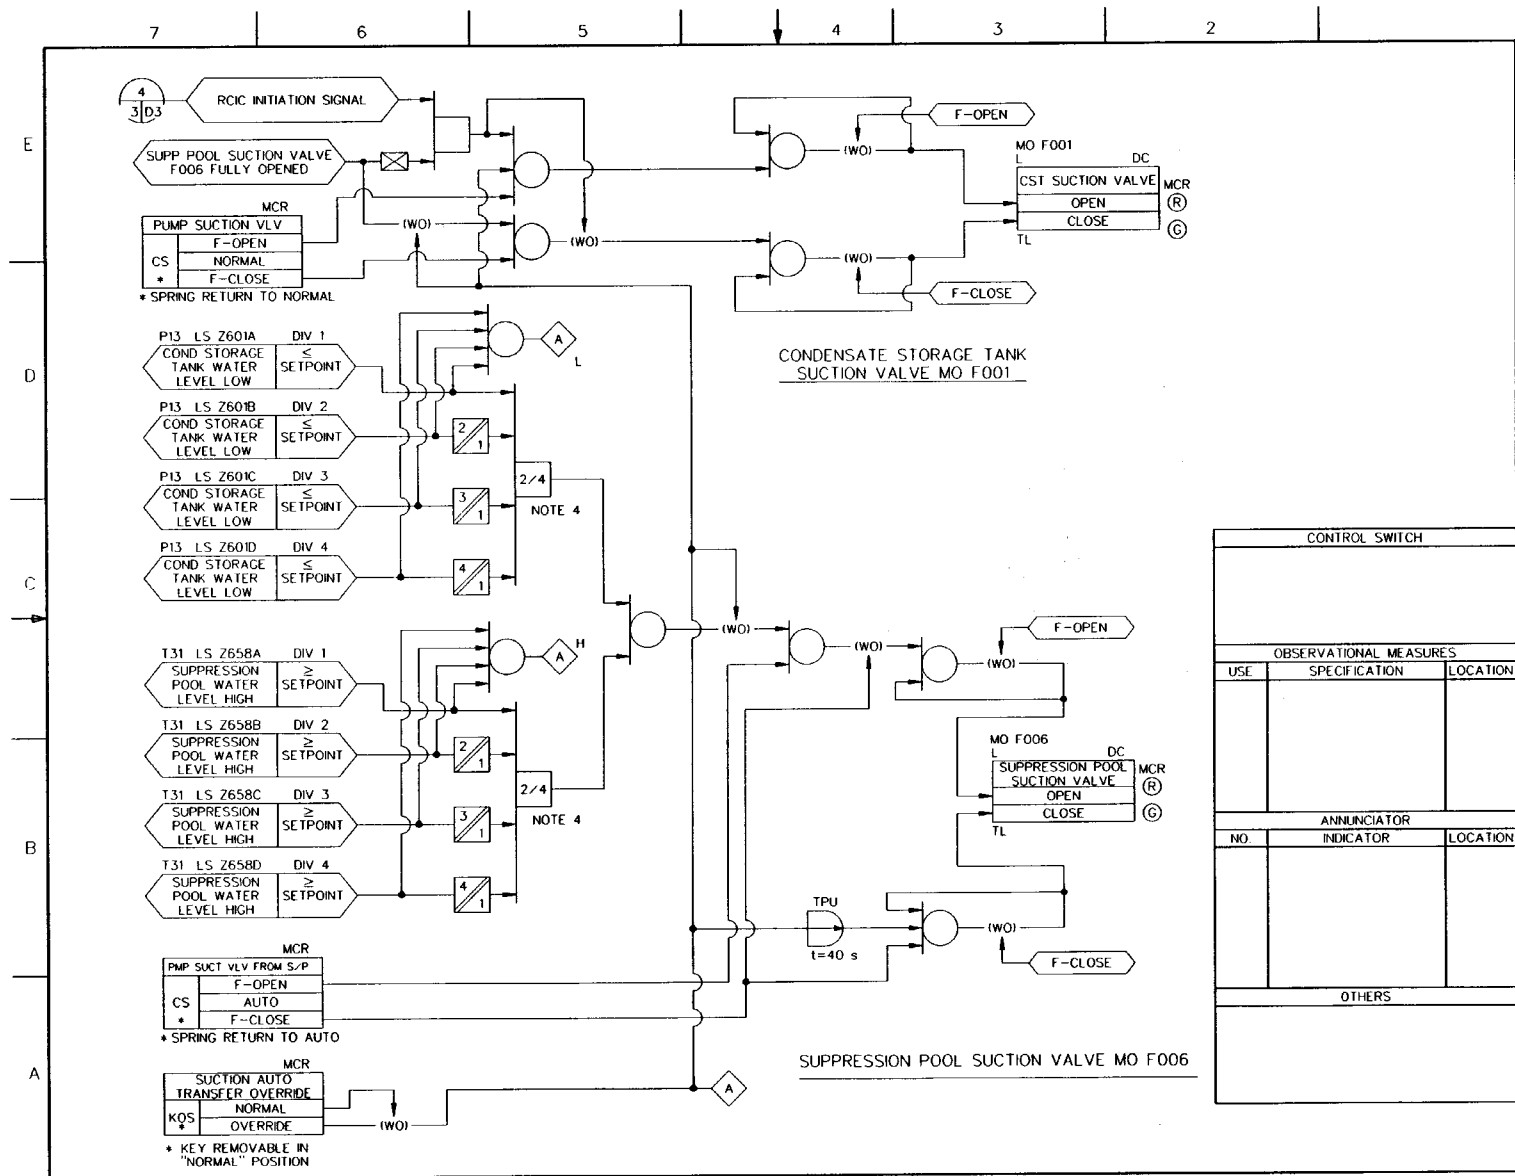 7 6 5 4 3 2
E
D
C
B
A
4
3 D3
RCIC INITIATION SIGNAL
SUPP POOL SUCTION VALVE
F006 FULLY OPENED
MCR
PUMP SUCTION VLV
CS
*
F-OPEN
NORMAL
F-CLOSE
* SPRING RETURN TO NORMAL
(WO)
(WO)
(WO)
(WO)
F-OPEN
F-CLOSE
MO F001
L DC
CST SUCTION VALVE
OPEN
CLOSE
TL
MCR
R
G
CONDENSATE STORAGE TANK
SUCTION VALVE MO F001
P13 LS Z601A DIV 1
COND STORAGE
TANK WATER
LEVEL LOW
≤
SETPOINT
A
L
P13 LS Z601B DIV 2
COND STORAGE
TANK WATER
LEVEL LOW
≤
SETPOINT
2/1
P13 LS Z601C DIV 3
COND STORAGE
TANK WATER
LEVEL LOW
≤
SETPOINT
3/1
2/4
NOTE 4
P13 LS Z601D DIV 4
COND STORAGE
TANK WATER
LEVEL LOW
≤
SETPOINT
4/1
T31 LS Z658A DIV 1
SUPPRESSION
POOL WATER
LEVEL HIGH
≥
SETPOINT
A
H
T31 LS Z658B DIV 2
SUPPRESSION
POOL WATER
LEVEL HIGH
≥
SETPOINT
2/1
T31 LS Z658C DIV 3
SUPPRESSION
POOL WATER
LEVEL HIGH
≥
SETPOINT
3/1
2/4
NOTE 4
T31 LS Z658D DIV 4
SUPPRESSION
POOL WATER
LEVEL HIGH
≥
SETPOINT
4/1
(WO)
(WO)
(WO)
F-OPEN
MO F006
L DC
SUPPRESSION POOL
SUCTION VALVE
OPEN
CLOSE
TL
MCR
R
G
TPU
t=40 s
(WO)
F-CLOSE
MCR
PMP SUCT VLV FROM S/P
CS
*
F-OPEN
AUTO
F-CLOSE
* SPRING RETURN TO AUTO
MCR
SUCTION AUTO
TRANSFER OVERRIDE
KOS
*
NORMAL
OVERRIDE
(WO)
A
* KEY REMOVABLE IN
"NORMAL" POSITION
SUPPRESSION POOL SUCTION VALVE MO F006
CONTROL SWITCH
OBSERVATIONAL MEASURES
USE SPECIFICATION LOCATION
ANNUNCIATOR
NO. INDICATOR LOCATION
OTHERS